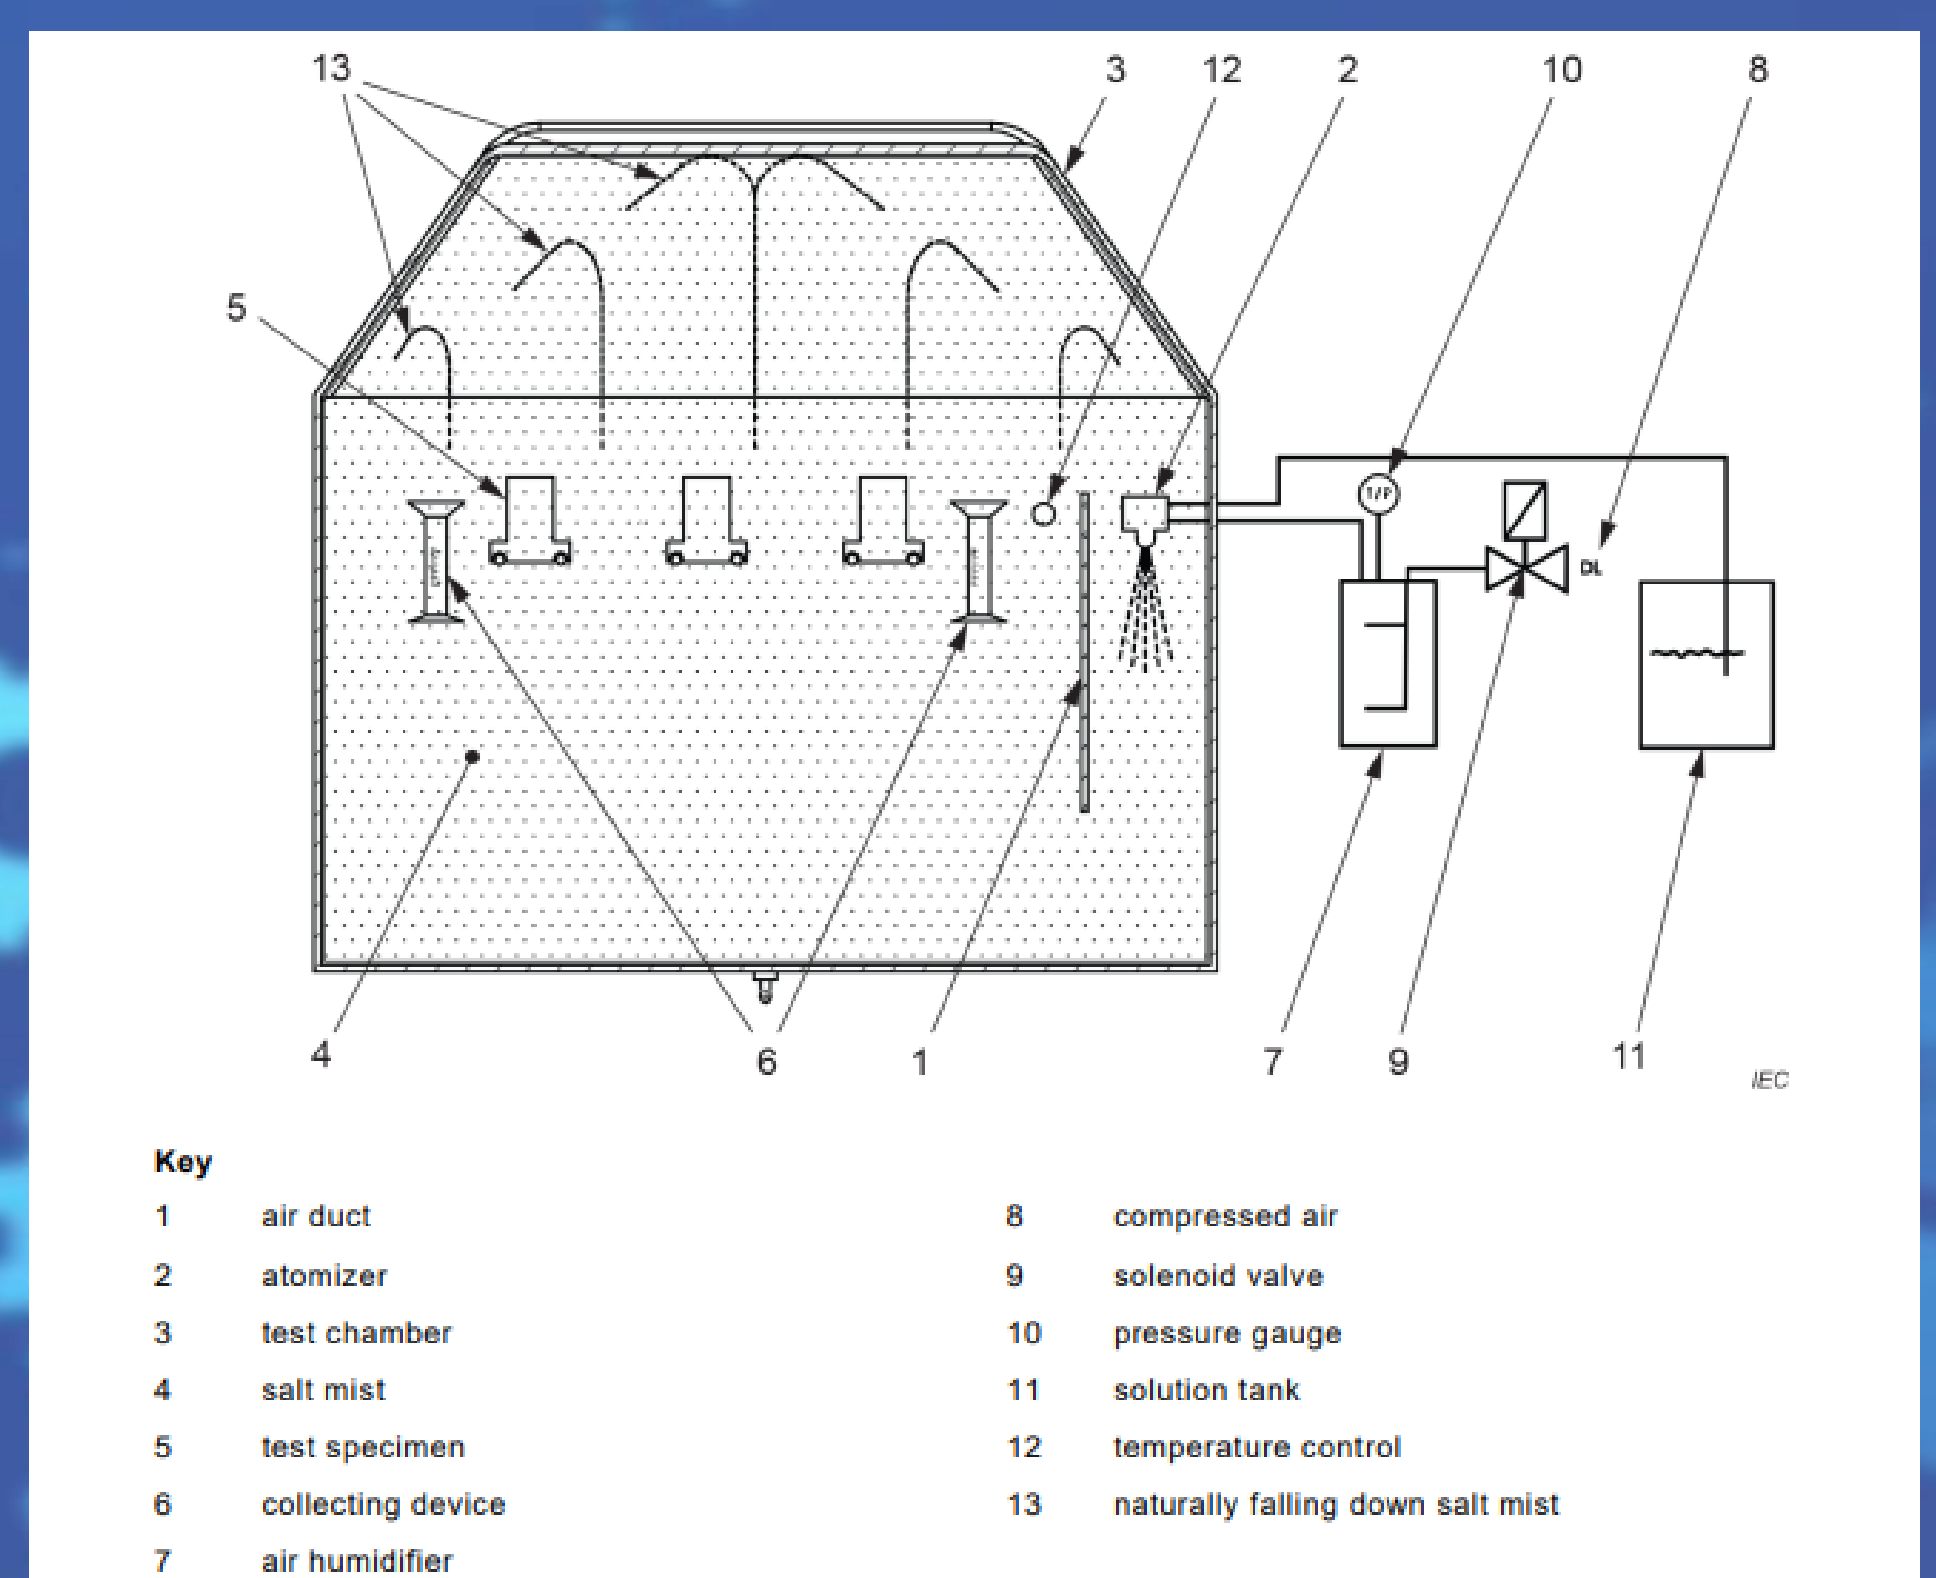 13 3 12 2 10 8
5
T/P
DL
4 6 1 7 9 11
IEC
Key
1 air duct
2 atomizer
3 test chamber
4 salt mist
5 test specimen
6 collecting device
7 air humidifier
8 compressed air
9 solenoid valve
10 pressure gauge
11 solution tank
12 temperature control
13 naturally falling down salt mist